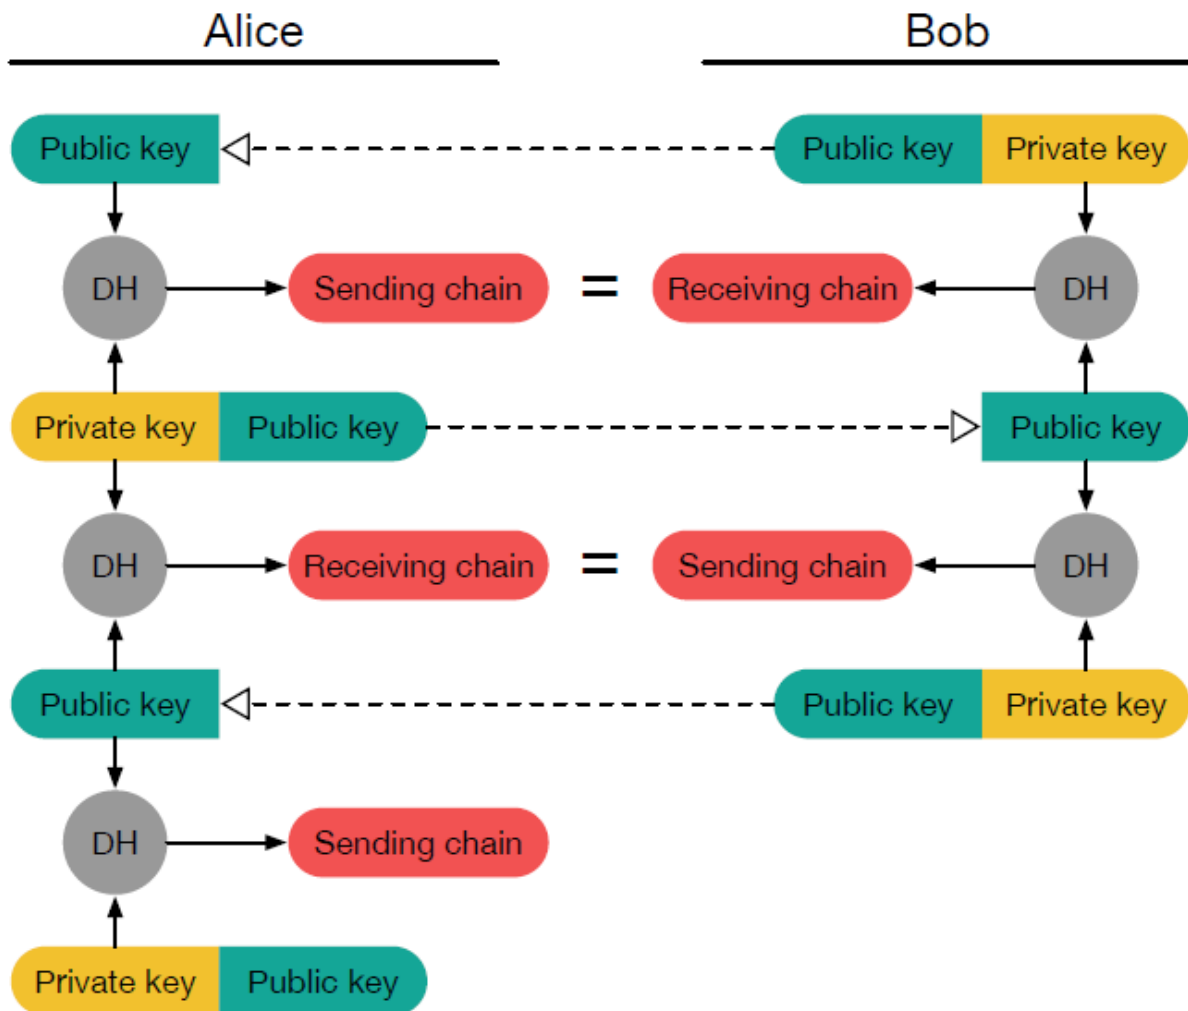 Alice
Bob
Public key
Public key
Private key
DH
Sending chain
=
Receiving chain
DH
Private key
Public key
Public key
DH
Receiving chain
=
Sending chain
DH
Public key
Public key
Private key
DH
Sending chain
Private key
Public key